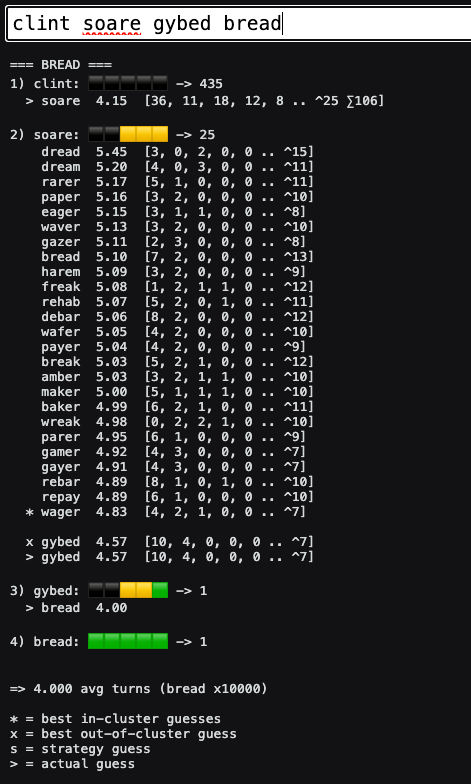 clint soare gybed bread
=== BREAD ===
1) clint: -> 435
> soare 4.15 [36, 11, 18, 12, 8 .. ^25 ∑106]
2) soare: -> 25
dread 5.45 [3, 0, 2, 0, 0 .. ^15]
dream 5.20 [4, 0, 3, 0, 0 .. ^11]
rarer 5.17 [5, 1, 0, 0, 0 .. ^11]
paper 5.16 [3, 2, 0, 0, 0 .. ^10]
eager 5.15 [3, 1, 1, 0, 0 .. ^8]
waver 5.13 [3, 2, 0, 0, 0 .. ^10]
gazer 5.11 [2, 3, 0, 0, 0 .. ^8]
bread 5.10 [7, 2, 0, 0, 0 .. ^13]
harem 5.09 [3, 2, 0, 0, 0 .. ^9]
freak 5.08 [1, 2, 1, 1, 0 .. ^12]
rehab 5.07 [5, 2, 0, 1, 0 .. ^11]
debar 5.06 [8, 2, 0, 0, 0 .. ^12]
wafer 5.05 [4, 2, 0, 0, 0 .. ^10]
payer 5.04 [4, 2, 0, 0, 0 .. ^9]
break 5.03 [5, 2, 1, 0, 0 .. ^12]
amber 5.03 [3, 2, 1, 1, 0 .. ^10]
maker 5.00 [5, 1, 1, 1, 0 .. ^10]
baker 4.99 [6, 2, 1, 0, 0 .. ^11]
wreak 4.98 [0, 2, 2, 1, 0 .. ^10]
parer 4.95 [6, 1, 0, 0, 0 .. ^9]
gamer 4.92 [4, 3, 0, 0, 0 .. ^7]
gayer 4.91 [4, 3, 0, 0, 0 .. ^7]
rebar 4.89 [8, 1, 0, 1, 0 .. ^10]
repay 4.89 [6, 1, 0, 0, 0 .. ^10]
* wager 4.83 [4, 2, 1, 0, 0 .. ^7]
x gybed 4.57 [10, 4, 0, 0, 0 .. ^7]
> gybed 4.57 [10, 4, 0, 0, 0 .. ^7]
3) gybed: -> 1
> bread 4.00
4) bread: -> 1
=> 4.000 avg turns (bread x10000)
* = best in-cluster guesses
x = best out-of-cluster guess
s = strategy guess
> = actual guess